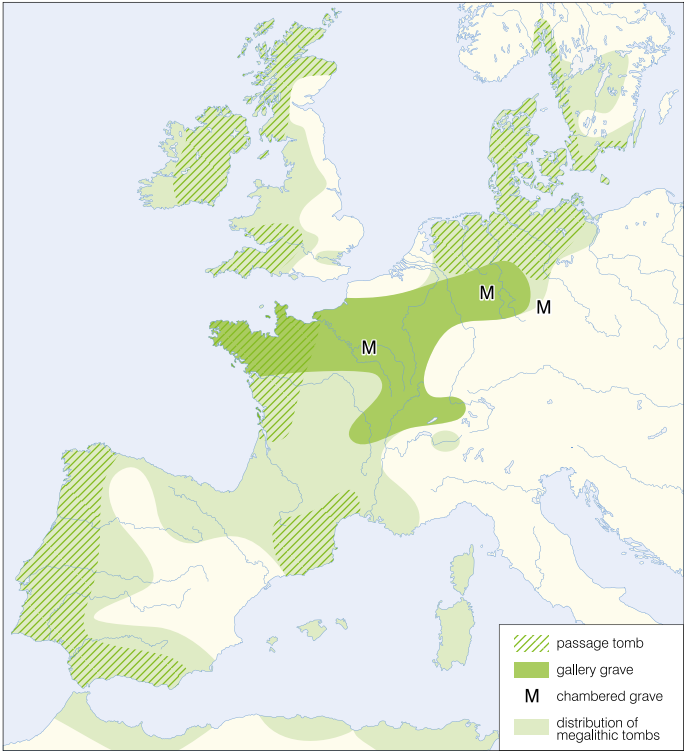 M
M
M
passage tomb
gallery grave
M chambered grave
distribution of
megalithic tombs